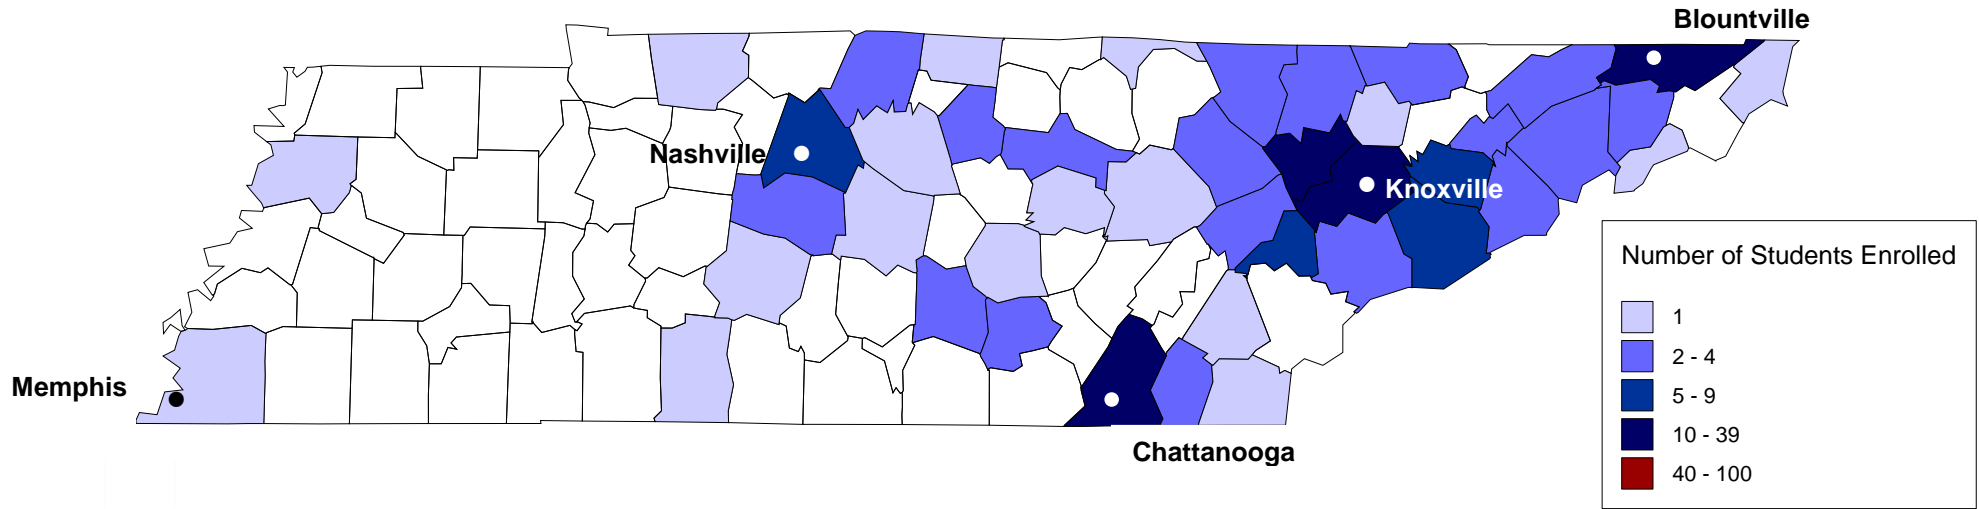 Blountville
Nashville
Knoxville
Memphis
Chattanooga
Number of Students Enrolled
1
2 - 4
5 - 9
10 - 39
40 - 100